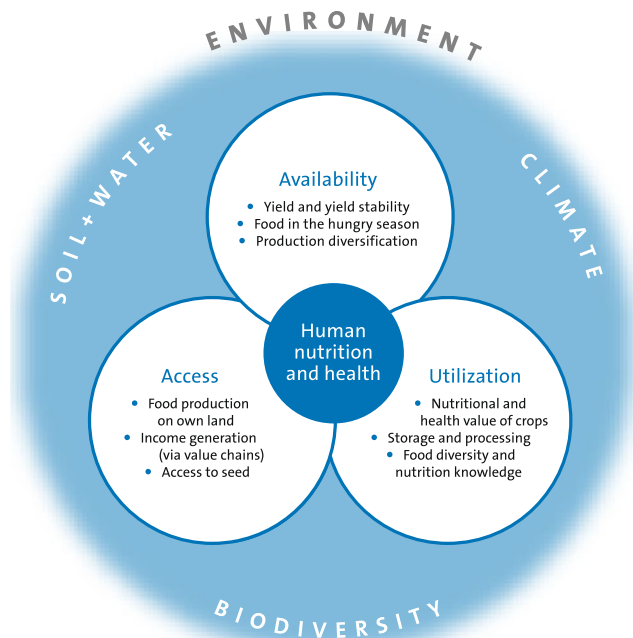 ENVIRONMENT
SOIL+WATER
CLIMATE
Availability
• Yield and yield stability
• Food in the hungry season
• Production diversification
Human
nutrition
and health
Access
• Food production
on own land
• Income generation
(via value chains)
• Access to seed
Utilization
• Nutritional and
health value of crops
• Storage and processing
• Food diversity and
nutrition knowledge
BIODIVERSITY